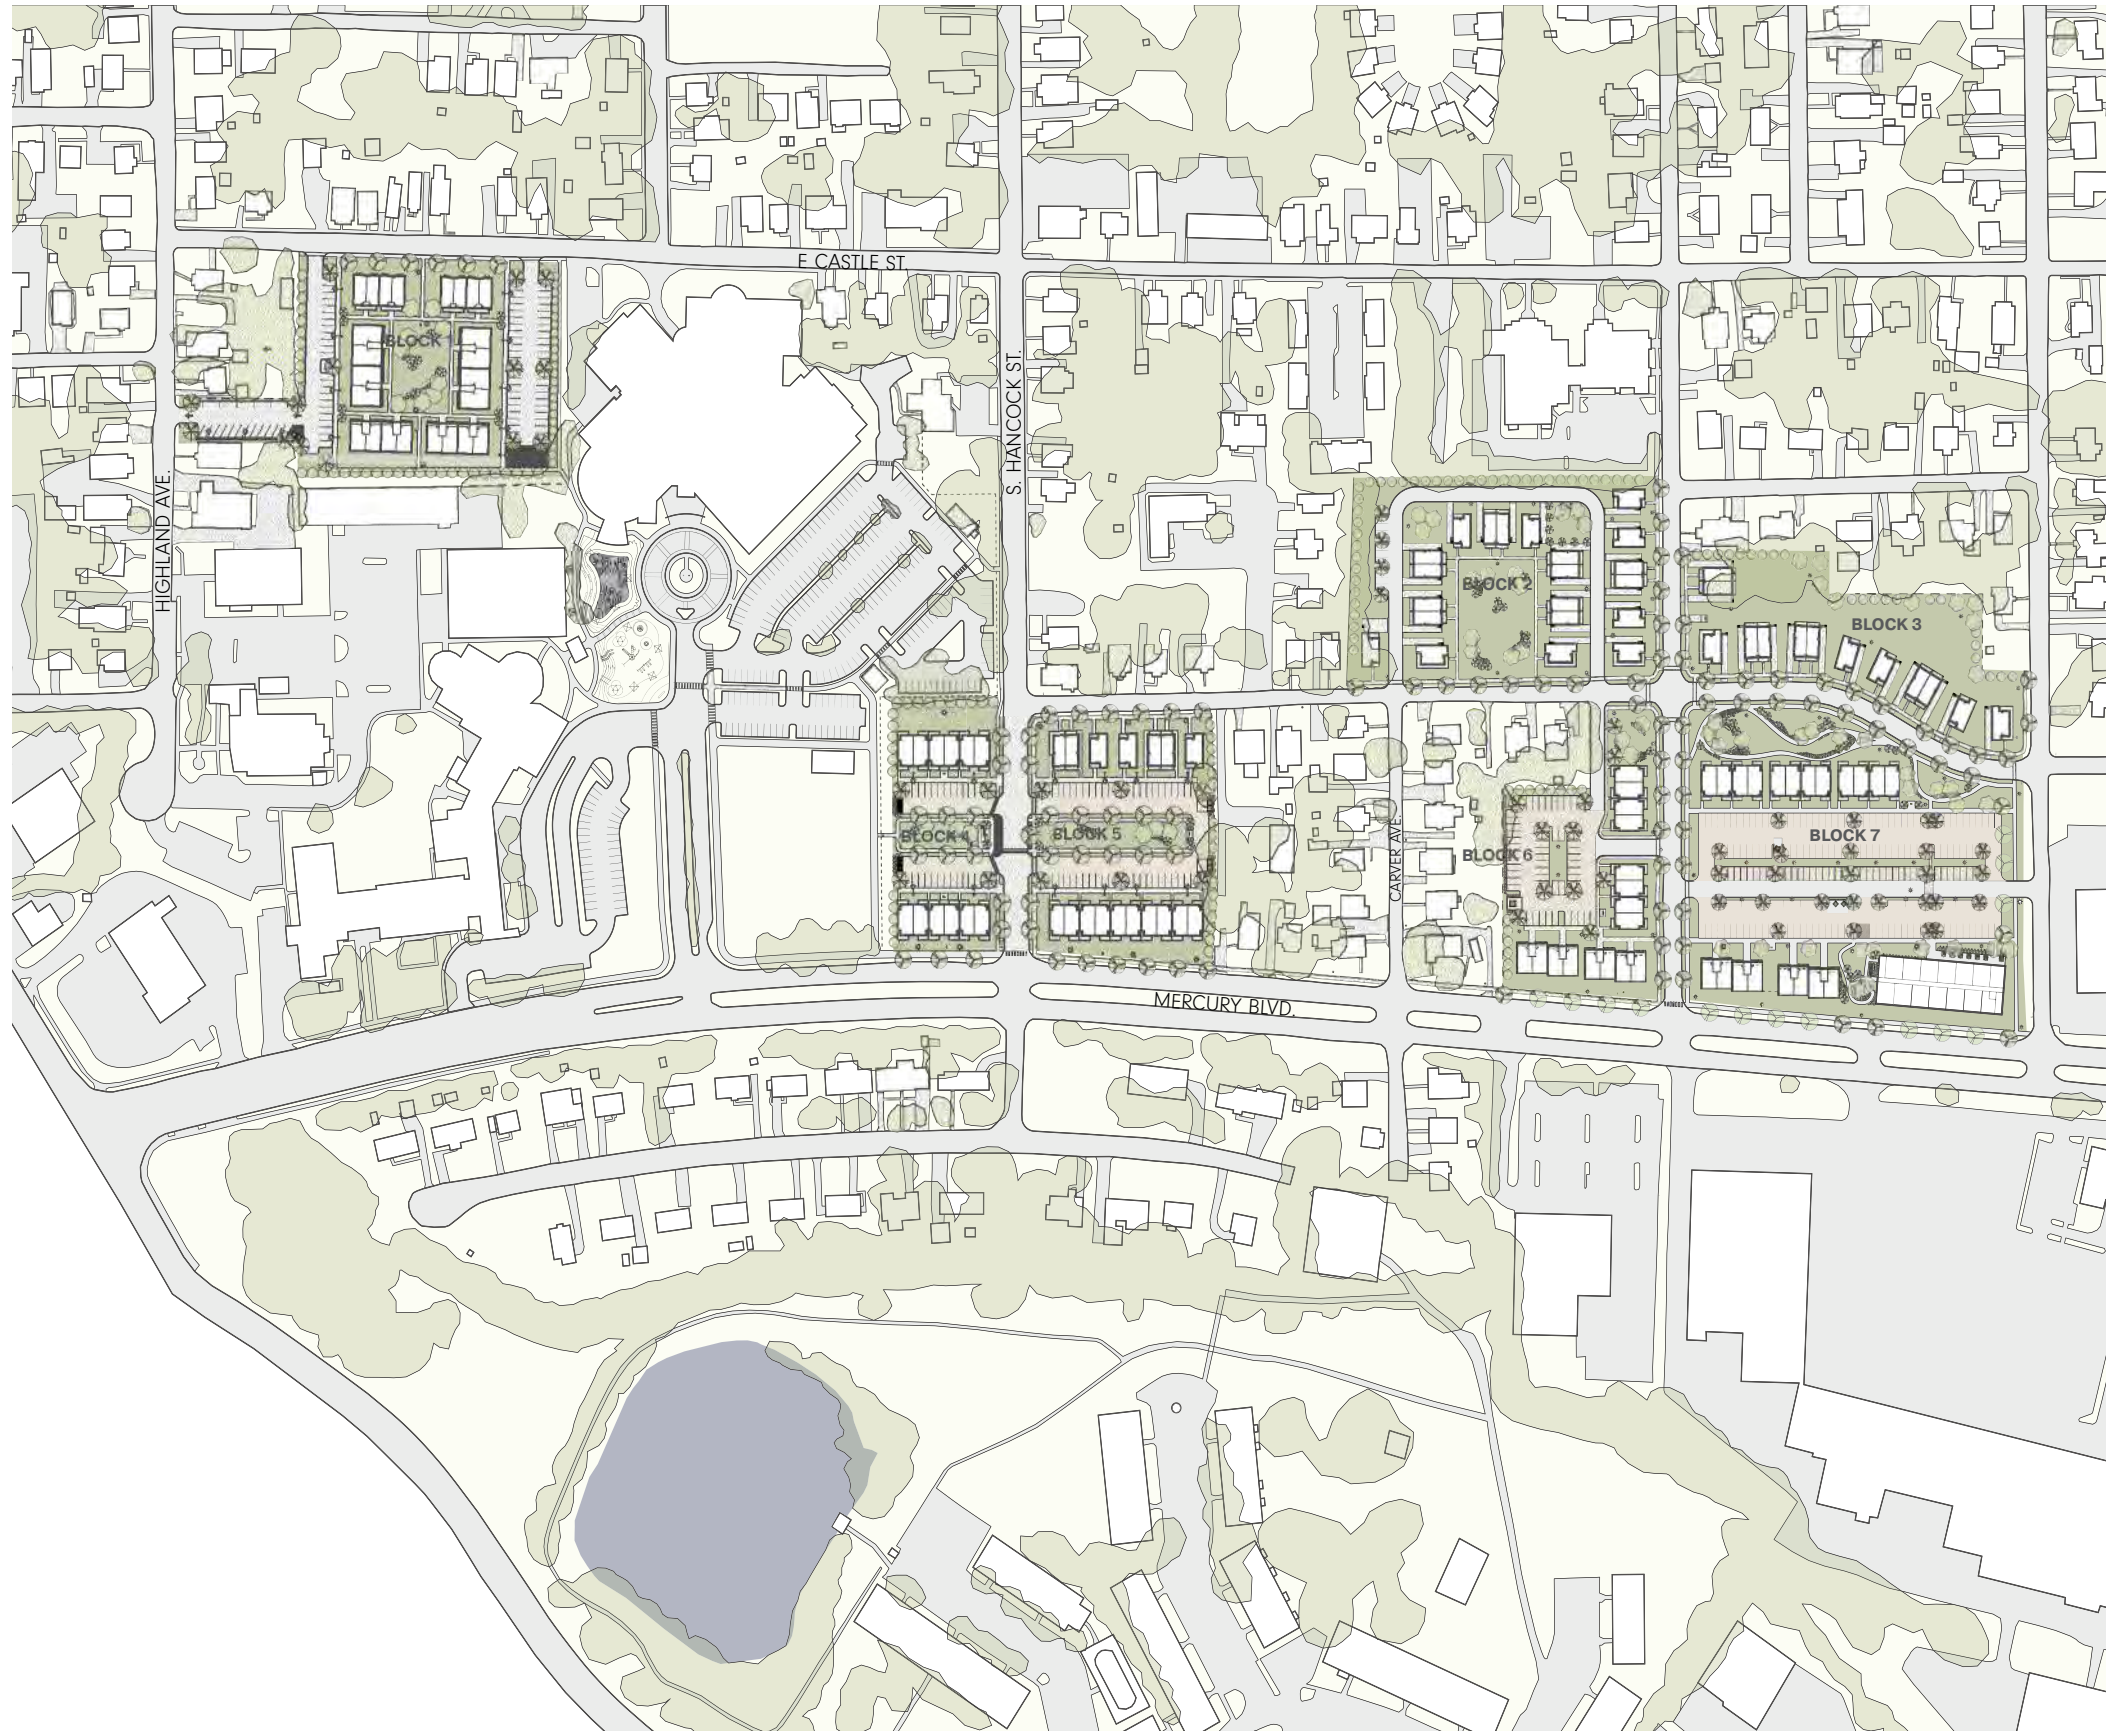 E CASTLE ST.
BLOCK 1
S. HANCOCK ST.
HIGHLAND AVE.
BLOCK 2
BLOCK 3
BLOCK 4
BLOCK 5
BLOCK 7
BLOCK 6
CARVER AVE.
MERCURY BLVD.